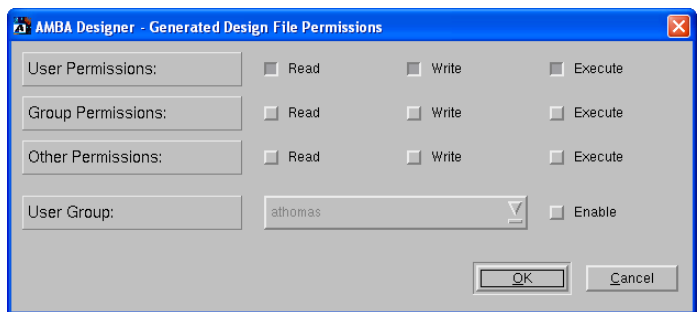 AMBA Designer - Generated Design File Permissions
User Permissions: Read Write Execute
Group Permissions: Read Write Execute
Other Permissions: Read Write Execute
User Group: athomas Enable
OK Cancel